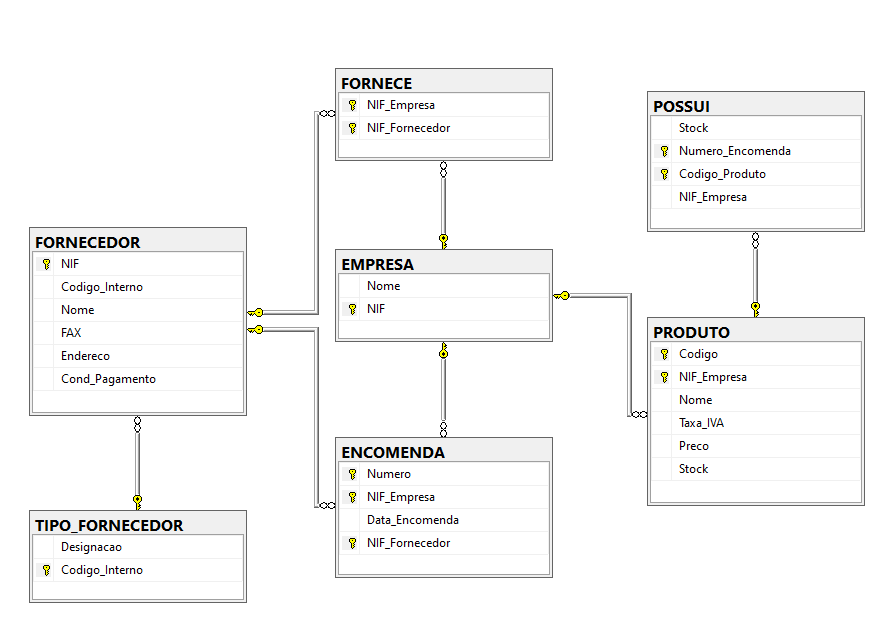 FORNECE
NIF_Empresa
NIF_Fornecedor
POSSUI
Stock
Numero_Encomenda
Codigo_Produto
NIF_Empresa
FORNECEDOR
NIF
Codigo_Interno
Nome
FAX
Endereco
Cond_Pagamento
EMPRESA
Nome
NIF
PRODUTO
Codigo
NIF_Empresa
Nome
Taxa_IVA
Preco
Stock
ENCOMENDA
Numero
NIF_Empresa
Data_Encomenda
NIF_Fornecedor
TIPO_FORNECEDOR
Designacao
Codigo_Interno